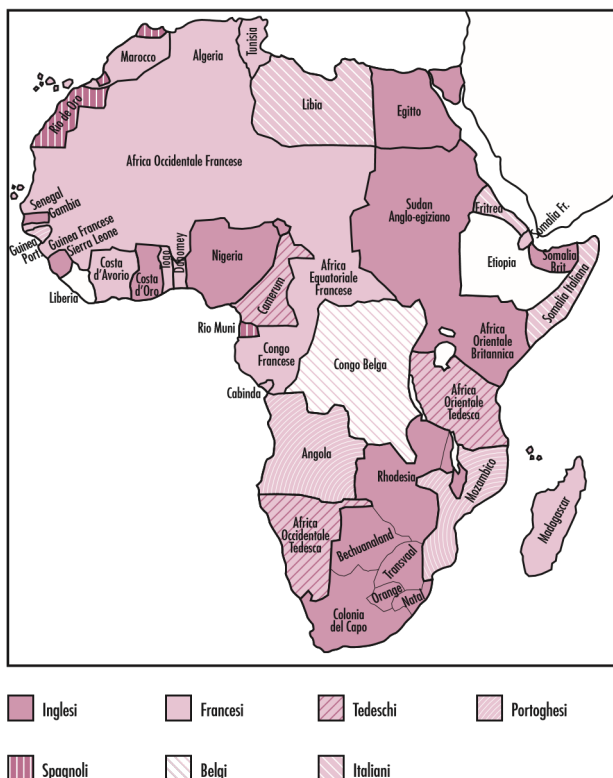 Marocco
Algeria
Tunisia
Libia
Egitto
Rio de Oro
Africa Occidentale Francese
Senegal
Gambia
Guinea
Port.
Guinea Francese
Sierra Leone
Liberia
Costa
d'Avorio
Costa
d'Oro
Togo
Dahomey
Nigeria
Camerum
Sudan
Anglo-egiziano
Eritrea
Somalia Fr.
Somalia
Brit.
Etiopia
Somalia Italiana
Africa
Equatoriale
Francese
Rio Muni
Congo
Francese
Cabinda
Congo Belga
Africa
Orientale
Britannica
Africa
Orientale
Tedesca
Angola
Rhodesia
Mozambico
Madagascar
Africa
Occidentale
Tedesca
Bechuanaland
Transvaal
Orange
Natal
Colonia
del Capo
Inglesi
Francesi
Tedeschi
Portoghesi
Spagnoli
Belgi
Italiani